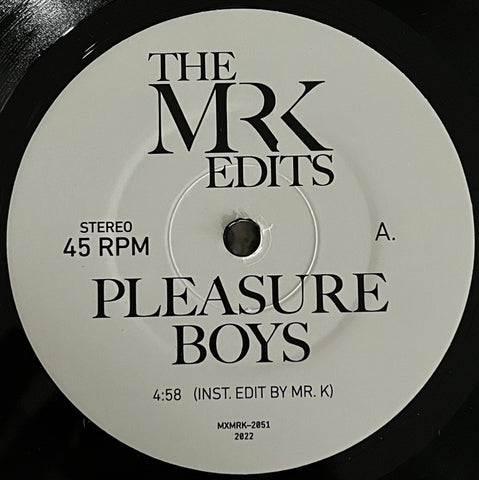 THE
MRK
EDITS
STEREO
45 RPM
A.
PLEASURE
BOYS
4:58 (INST. EDIT BY MR. K)
MXMRK-2051
2022